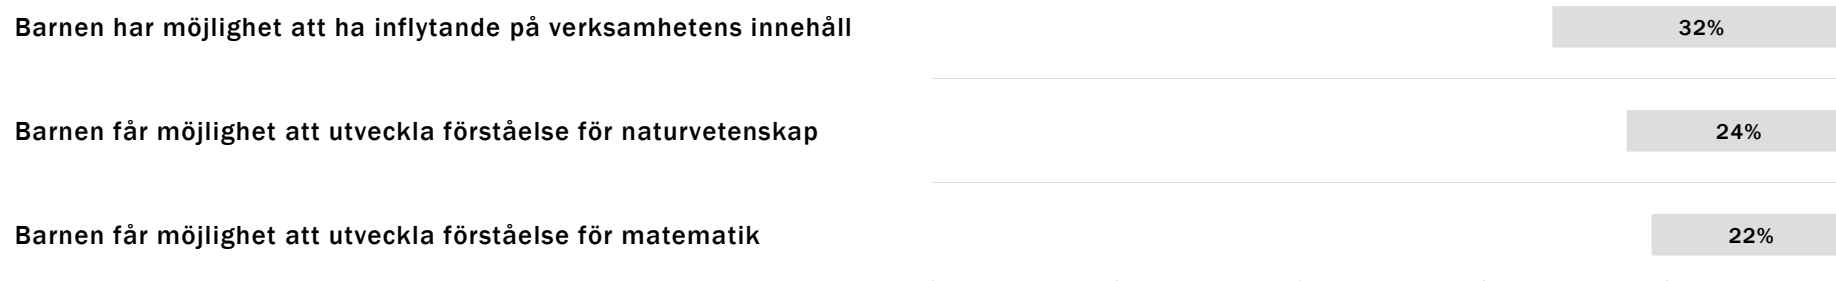 Barnen har möjlighet att ha inflytande på verksamhetens innehåll 32%
Barnen får möjlighet att utveckla förståelse för naturvetenskap 24%
Barnen får möjlighet att utveckla förståelse för matematik 22%